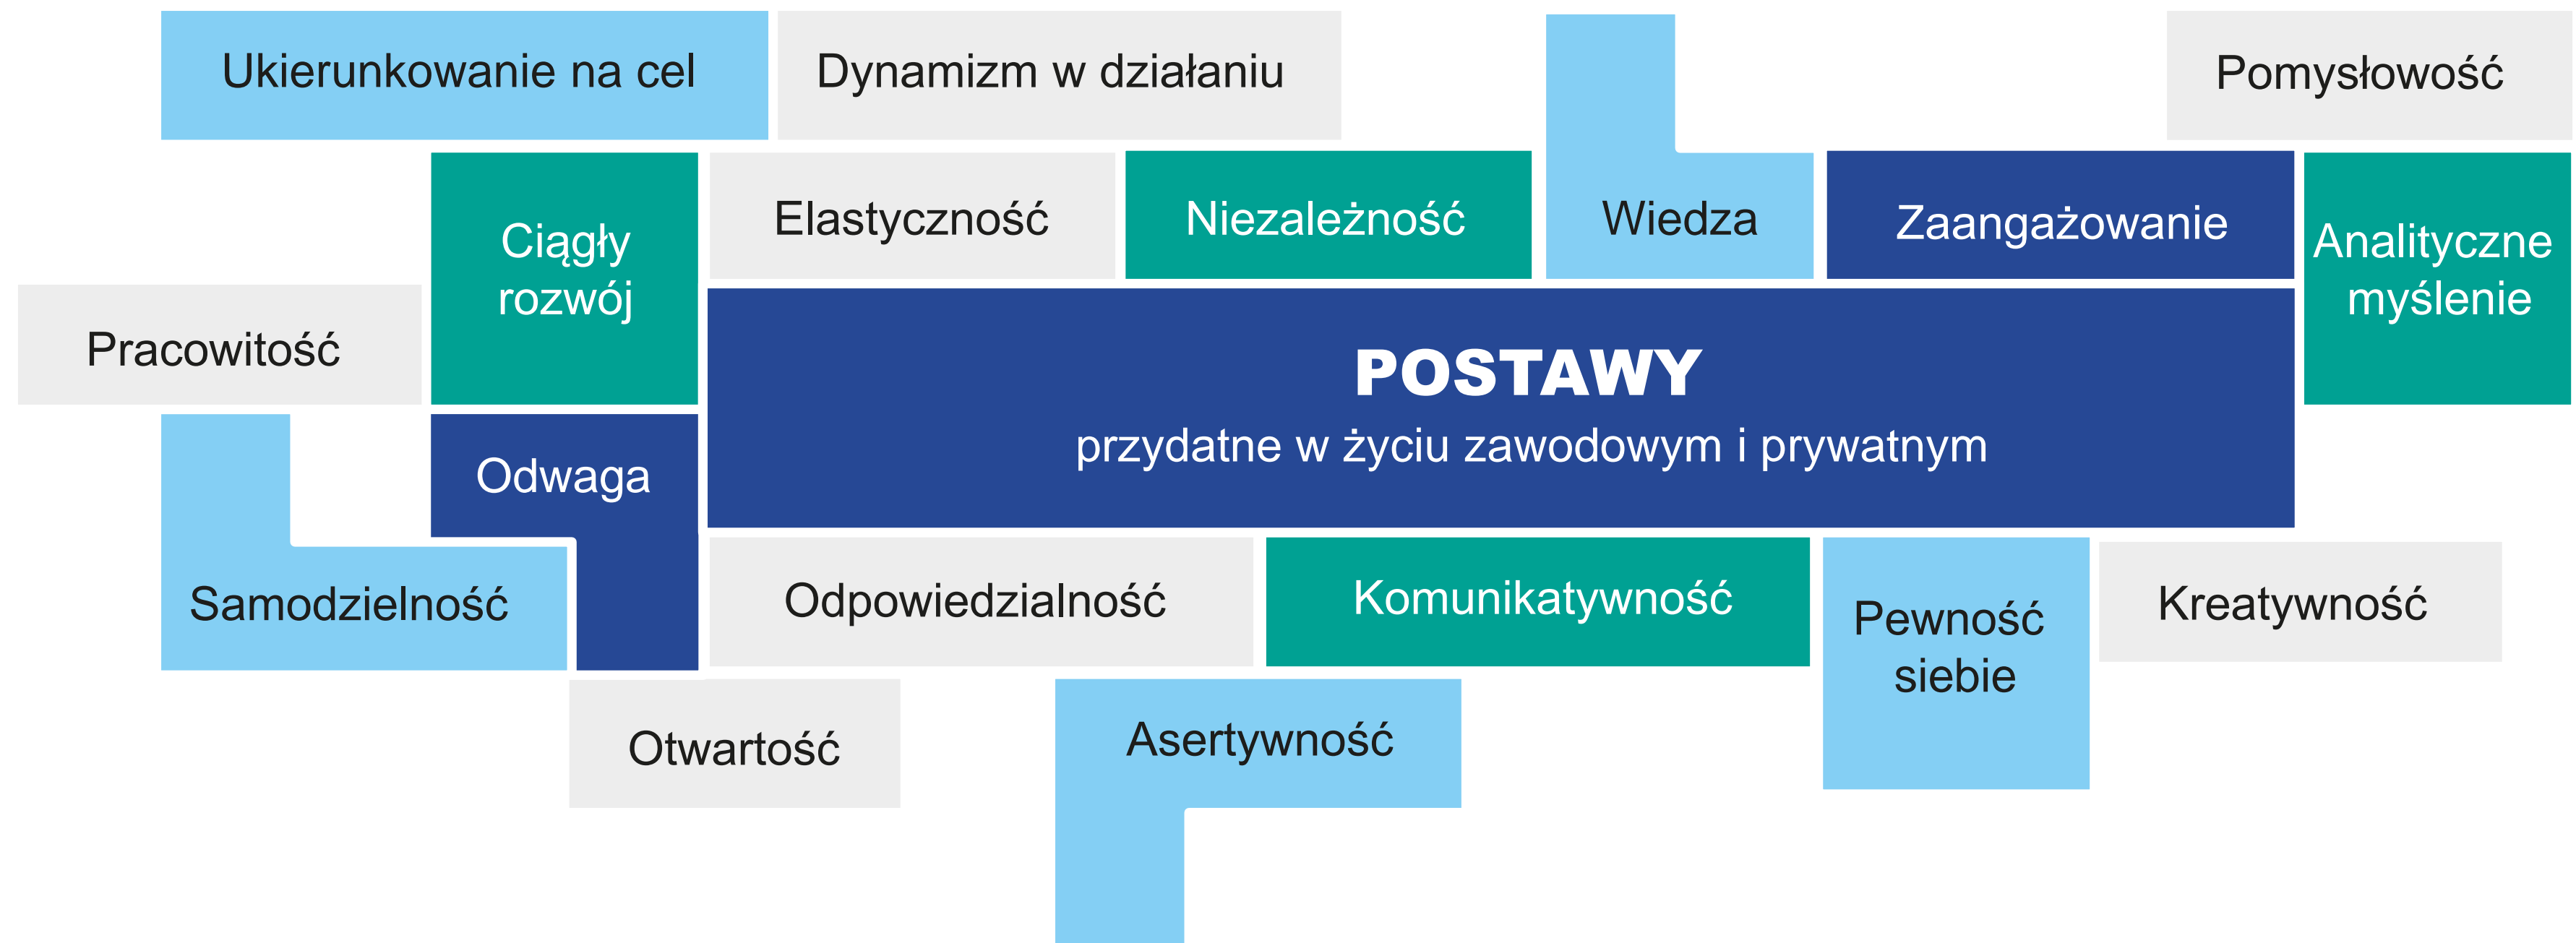 Ukierunkowanie na cel
Dynamizm w działaniu
Pomysłowość
Ciągły
rozwój
Elastyczność
Niezależność
Wiedza
Zaangażowanie
Analityczne
myślenie
Pracowitość
POSTAWY
przydatne w życiu zawodowym i prywatnym
Odwaga
Samodzielność
Odpowiedzialność
Komunikatywność
Pewność
siebie
Kreatywność
Otwartość
Asertywność